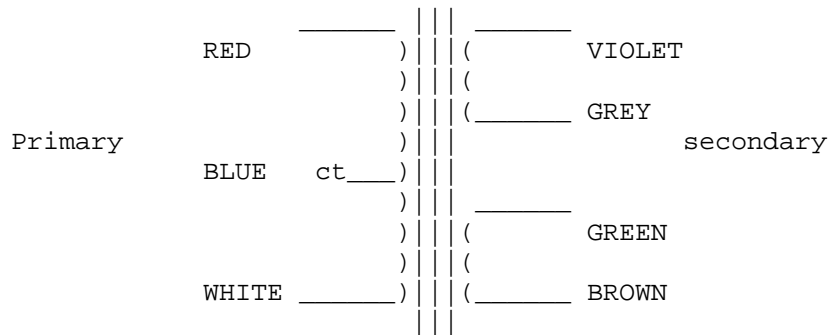 RED VIOLET
GREY
Primary secondary
BLUE ct
GREEN
WHITE BROWN